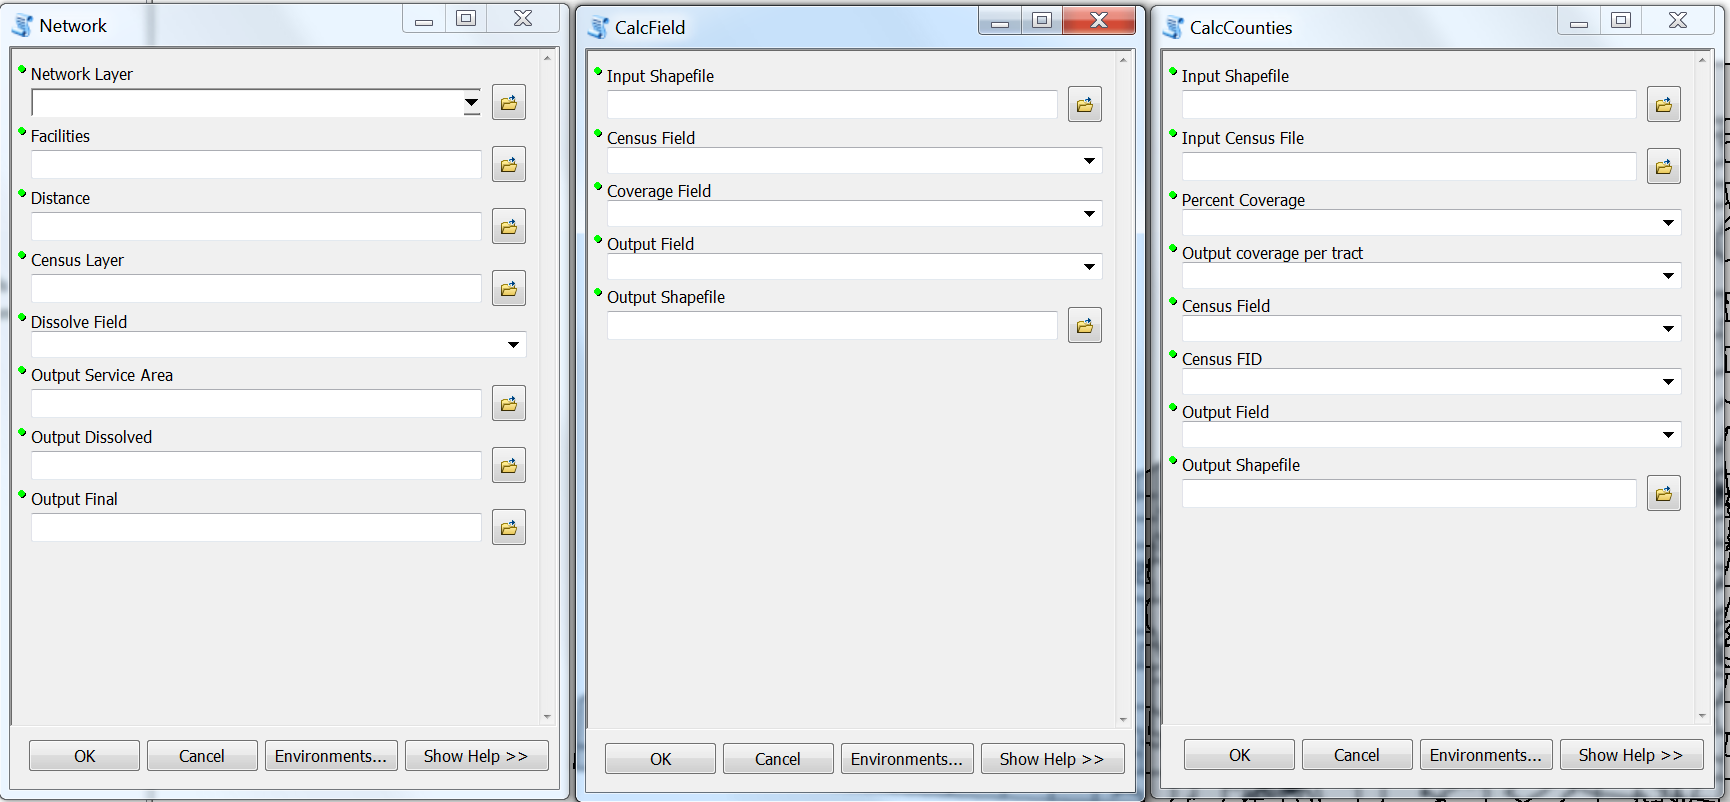 Network
Network Layer
Facilities
Distance
Census Layer
Dissolve Field
Output Service Area
Output Dissolved
Output Final
OK
Cancel
Environments...
Show Help >>
CalcField
Input Shapefile
Census Field
Coverage Field
Output Field
Output Shapefile
OK
Cancel
Environments...
Show Help >>
CalcCounties
Input Shapefile
Input Census File
Percent Coverage
Output coverage per tract
Census Field
Census FID
Output Field
Output Shapefile
OK
Cancel
Environments...
Show Help >>